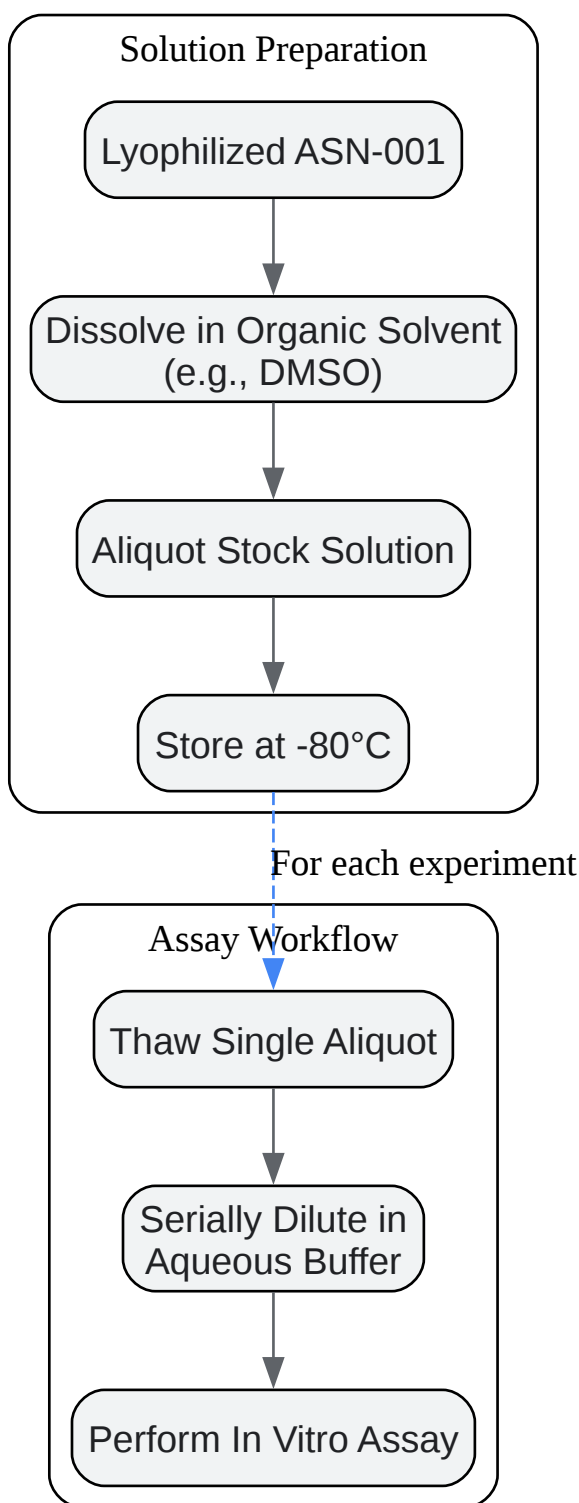 Solution Preparation
Lyophilized ASN-001
Dissolve in Organic Solvent
(e.g., DMSO)
Aliquot Stock Solution
Store at -80°C
For each experiment
Assay Workflow
Thaw Single Aliquot
Serially Dilute in
Aqueous Buffer
Perform In Vitro Assay